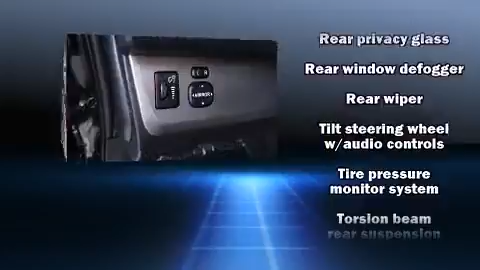 Rear privacy glass
Rear window defogger
Rear wiper
Tilt steering wheel
w/audio controls
Tire pressure
monitor system
Torsion beam
rear suspension
MIRROR